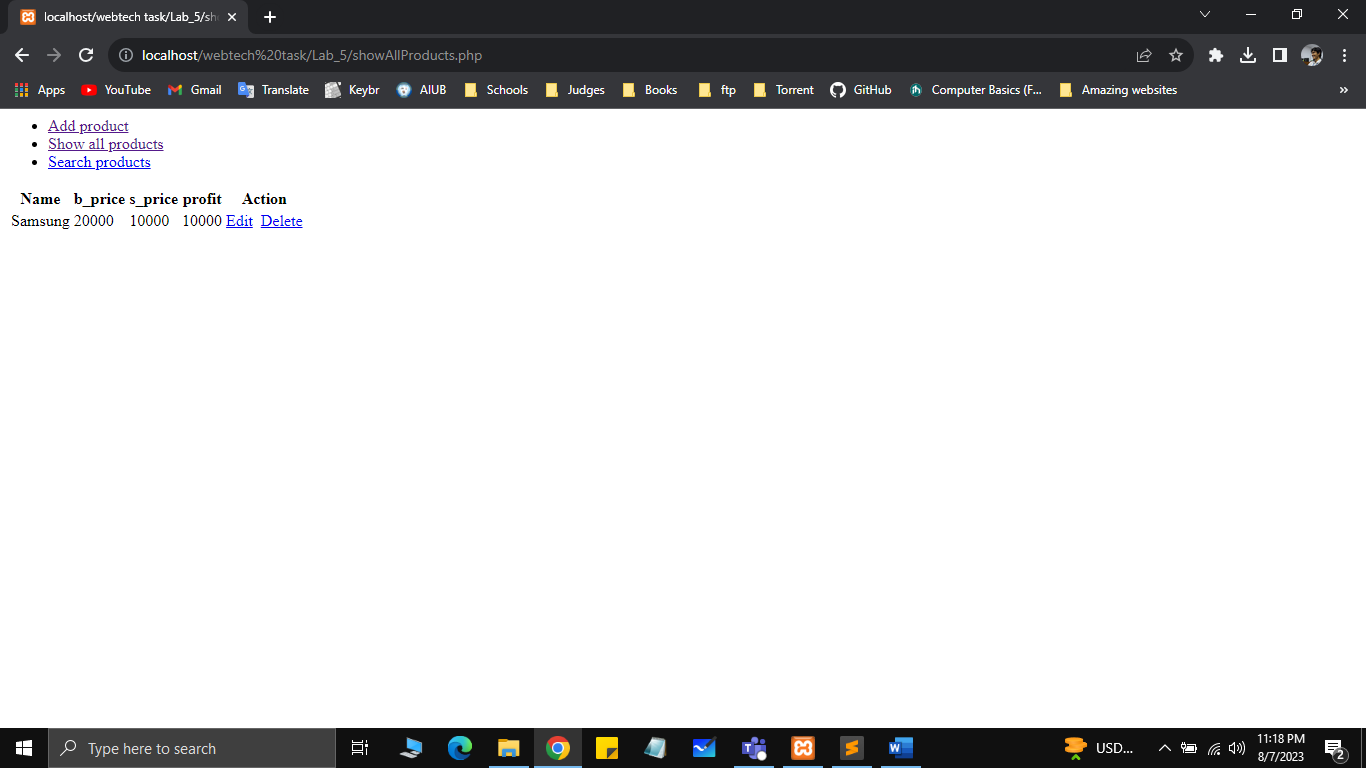 localhost/webtech task/Lab_5/sh
localhost/webtech%20task/Lab_5/showAllProducts.php
Apps YouTube Gmail Translate Keybr AIUB Schools Judges Books ftp Torrent GitHub Computer Basics (F... Amazing websites »
Add product
Show all products
Search products
Name b_price s_price profit Action
Samsung 20000 10000 10000 Edit Delete
Type here to search
USD...
11:18 PM
8/7/2023
2